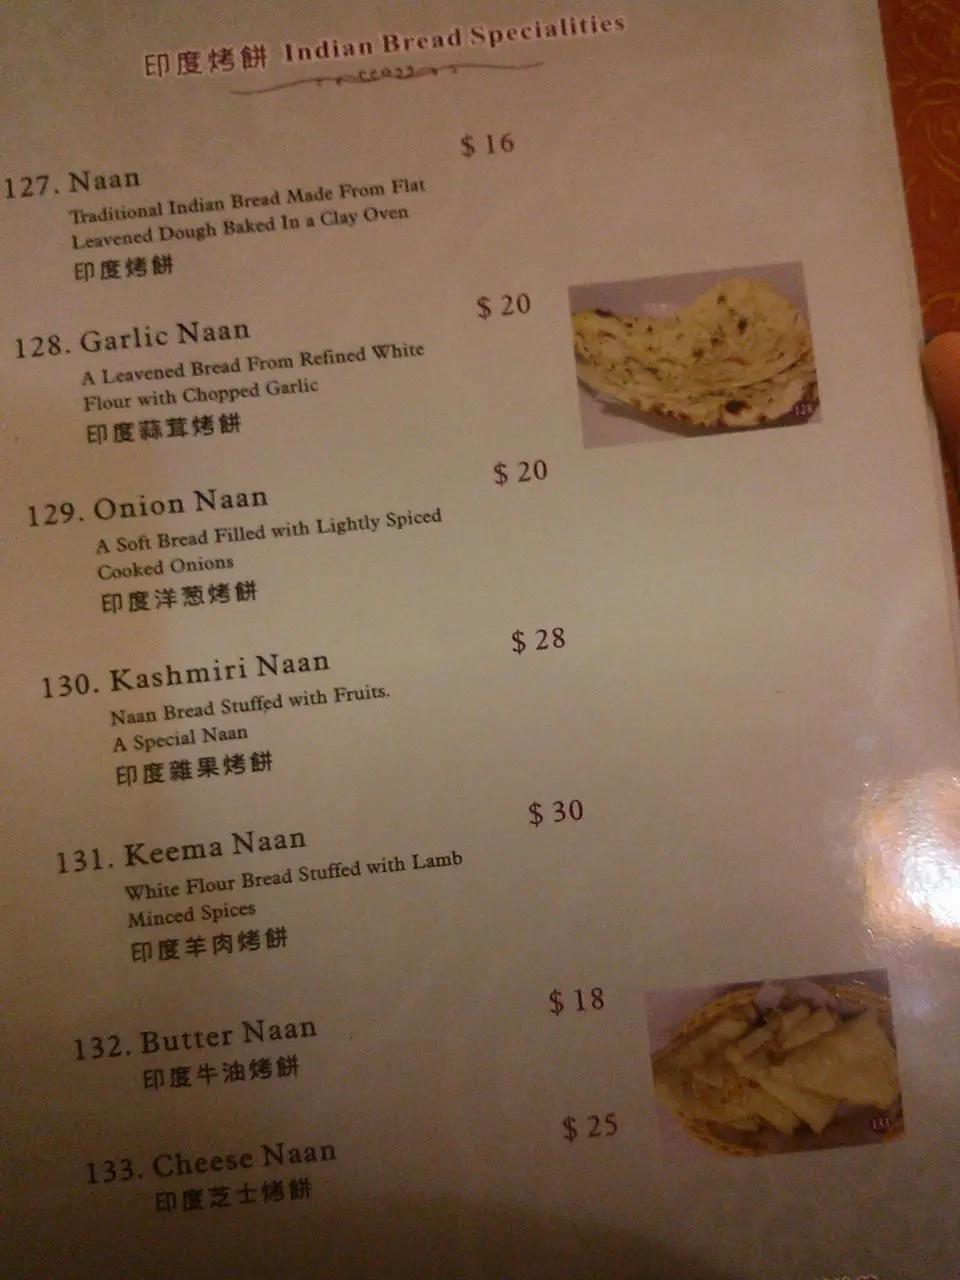 印度烤餅 Indian Bread Specialities
127. Naan $ 16
Traditional Indian Bread Made From Flat
Leavened Dough Baked In a Clay Oven
印度烤餅
128. Garlic Naan $ 20
A Leavened Bread From Refined White
Flour with Chopped Garlic
印度蒜茸烤餅
128
129. Onion Naan $ 20
A Soft Bread Filled with Lightly Spiced
Cooked Onions
印度洋葱烤餅
130. Kashmiri Naan $ 28
Naan Bread Stuffed with Fruits.
A Special Naan
印度雜果烤餅
131. Keema Naan $ 30
White Flour Bread Stuffed with Lamb
Minced Spices
印度羊肉烤餅
132. Butter Naan $ 18
印度牛油烤餅
133
133. Cheese Naan $ 25
印度芝士烤餅